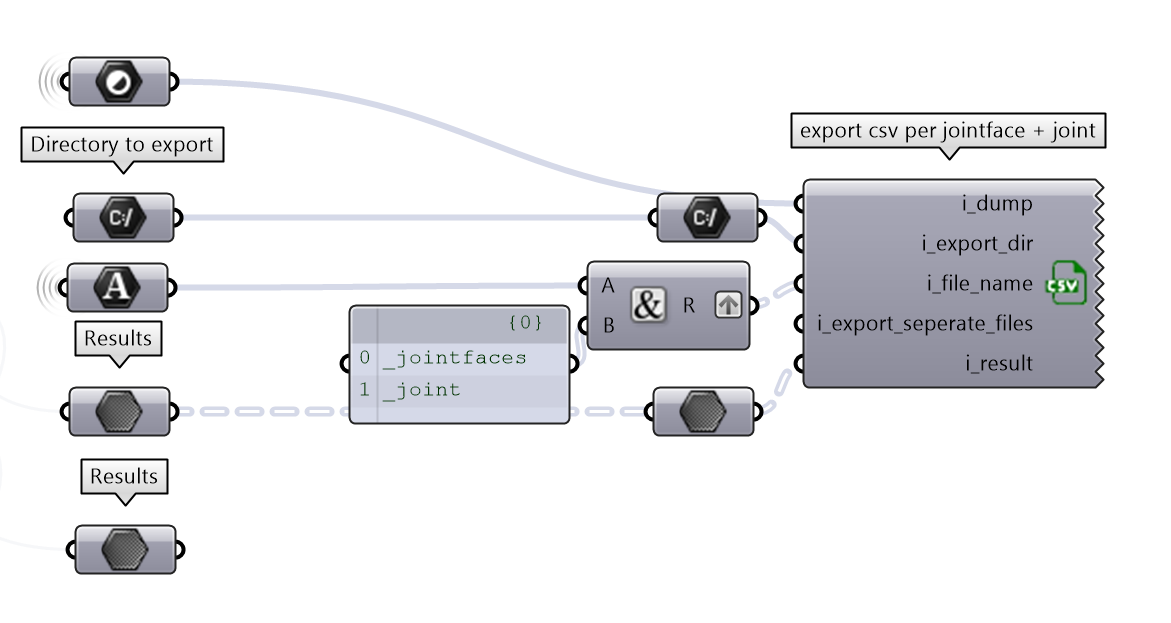 Directory to export
export csv per jointface + joint
C:/
C:/
A
Results
Results
{0}
0 _jointfaces
1 _joint
A
B
&
R
i_dump
i_export_dir
i_file_name
i_export_seperate_files
i_result
CSV